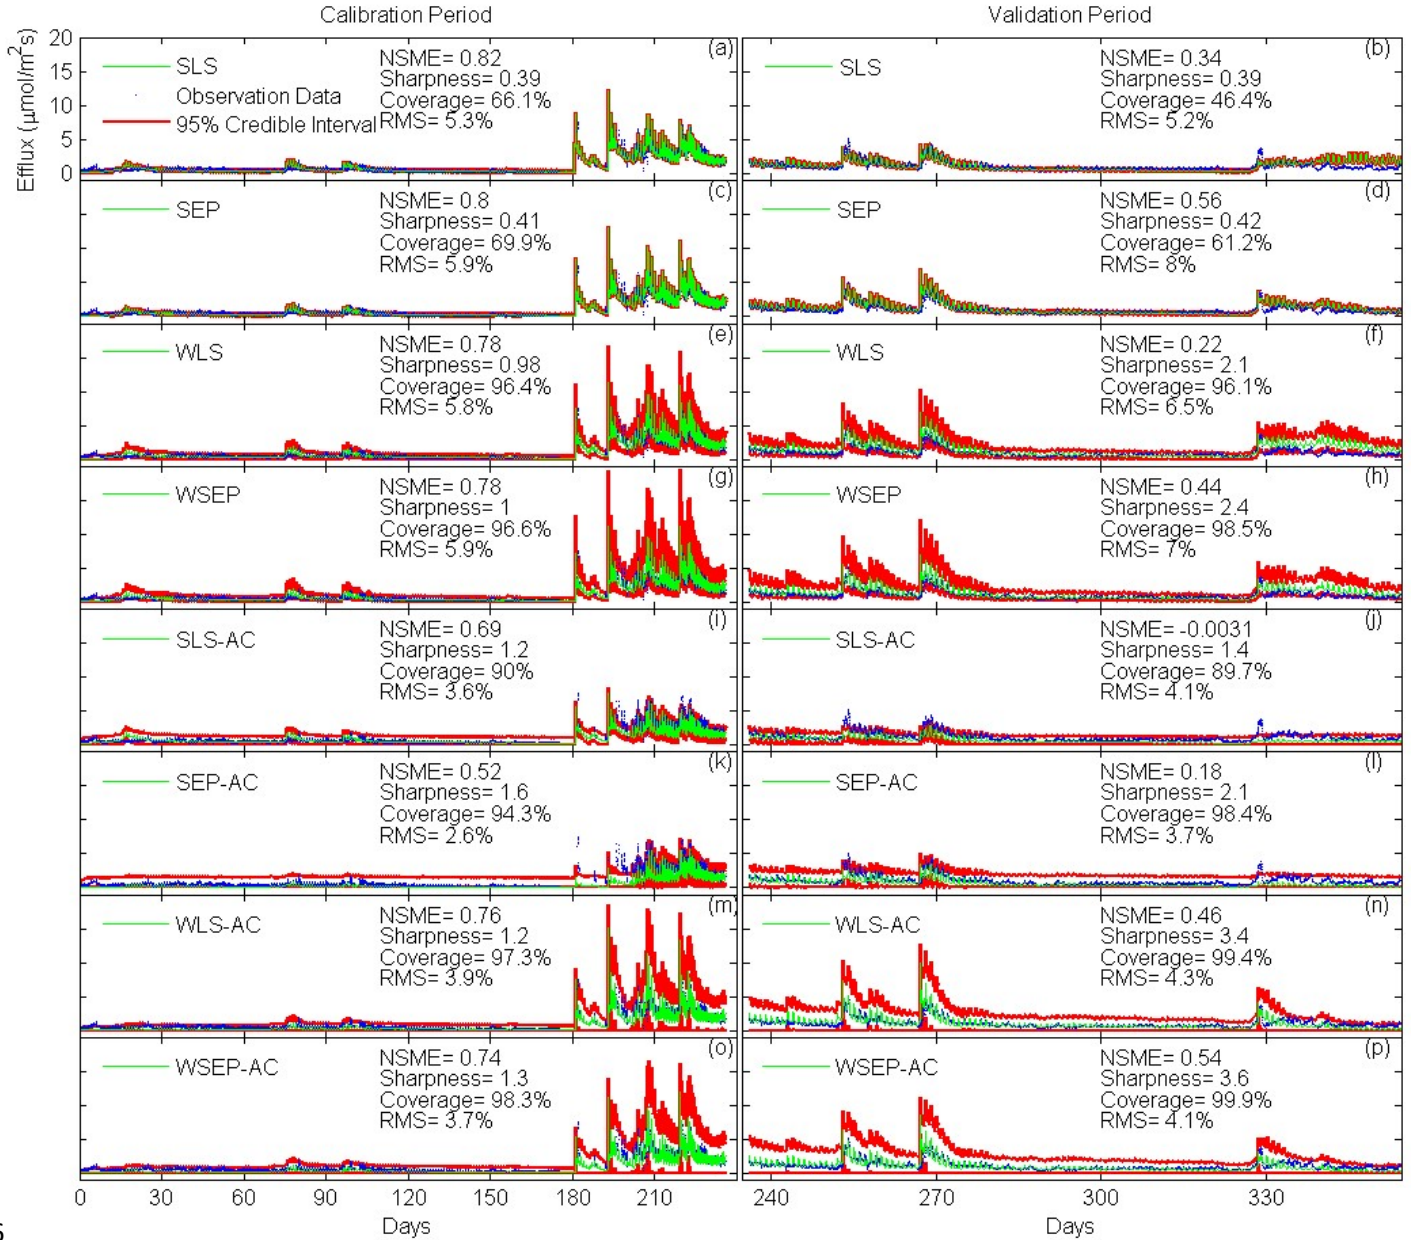 Calibration Period
Validation Period
Efflux (µmol/m²s)
20
15
10
5
0
SLS
Observation Data
95% Credible Interval
NSME= 0.82
Sharpness= 0.39
Coverage= 66.1%
RMS= 5.3%
(a)
SLS
NSME= 0.34
Sharpness= 0.39
Coverage= 46.4%
RMS= 5.2%
(b)
SEP
NSME= 0.8
Sharpness= 0.41
Coverage= 69.9%
RMS= 5.9%
(c)
SEP
NSME= 0.56
Sharpness= 0.42
Coverage= 61.2%
RMS= 8%
(d)
WLS
NSME= 0.78
Sharpness= 0.98
Coverage= 96.4%
RMS= 5.8%
(e)
WLS
NSME= 0.22
Sharpness= 2.1
Coverage= 96.1%
RMS= 6.5%
(f)
WSEP
NSME= 0.78
Sharpness= 1
Coverage= 96.6%
RMS= 5.9%
(g)
WSEP
NSME= 0.44
Sharpness= 2.4
Coverage= 98.5%
RMS= 7%
(h)
SLS-AC
NSME= 0.69
Sharpness= 1.2
Coverage= 90%
RMS= 3.6%
(i)
SLS-AC
NSME= -0.0031
Sharpness= 1.4
Coverage= 89.7%
RMS= 4.1%
(j)
SEP-AC
NSME= 0.52
Sharpness= 1.6
Coverage= 94.3%
RMS= 2.6%
(k)
SEP-AC
NSME= 0.18
Sharpness= 2.1
Coverage= 98.4%
RMS= 3.7%
(l)
WLS-AC
NSME= 0.76
Sharpness= 1.2
Coverage= 97.3%
RMS= 3.9%
(m)
WLS-AC
NSME= 0.46
Sharpness= 3.4
Coverage= 99.4%
RMS= 4.3%
(n)
WSEP-AC
NSME= 0.74
Sharpness= 1.3
Coverage= 98.3%
RMS= 3.7%
(o)
WSEP-AC
NSME= 0.54
Sharpness= 3.6
Coverage= 99.9%
RMS= 4.1%
(p)
0 30 60 90 120 150 180 210
240 270 300 330
Days
Days